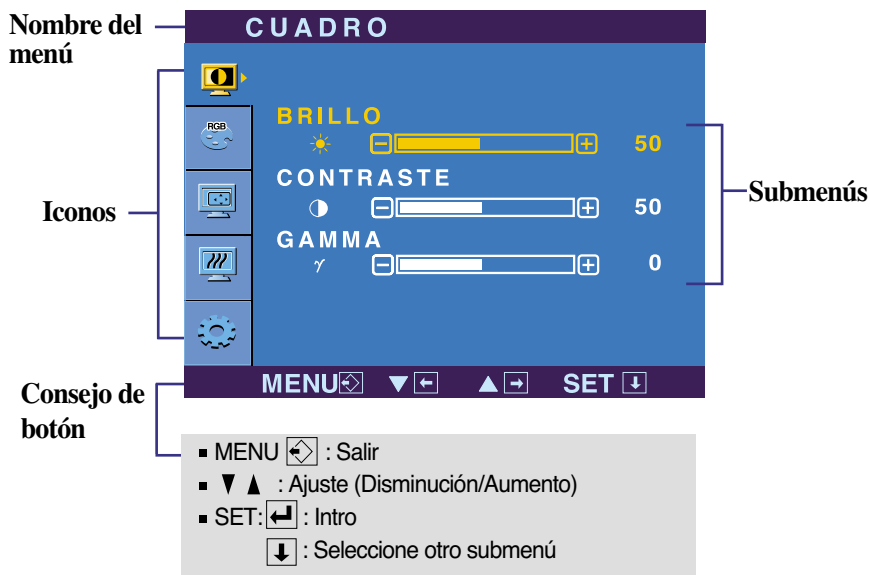 Nombre del
menú
CUADRO
RGB
BRILLO
50
CONTRASTE
50
GAMMA
γ
0
Iconos
Submenús
MENU ▼ ← ▲ → SET ↓
Consejo de
botón
▪ MENU : Salir
▪ ▼ ▲ : Ajuste (Disminución/Aumento)
▪ SET: ↵ : Intro
↓ : Seleccione otro submenú